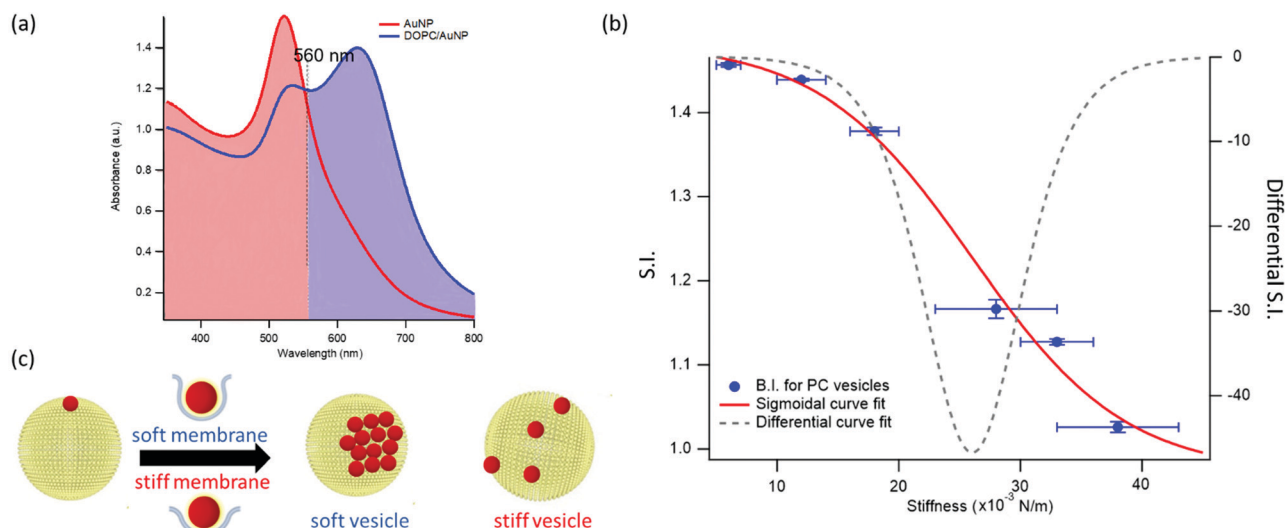 (a)
AuNP
DOPC/AuNP
560 nm
1.4
1.2
1.0
0.8
0.6
0.4
0.2
Absorbance (a.u.)
400
500
600
700
800
Wavelength (nm)
(b)
1.4
1.3
1.2
1.1
1.0
S.I.
0
-10
-20
-30
-40
Differential S.I.
B.I. for PC vesicles
Sigmoidal curve fit
Differential curve fit
10
20
30
40
Stiffness (x10⁻³ N/m)
(c)
soft membrane
stiff membrane
soft vesicle
stiff vesicle